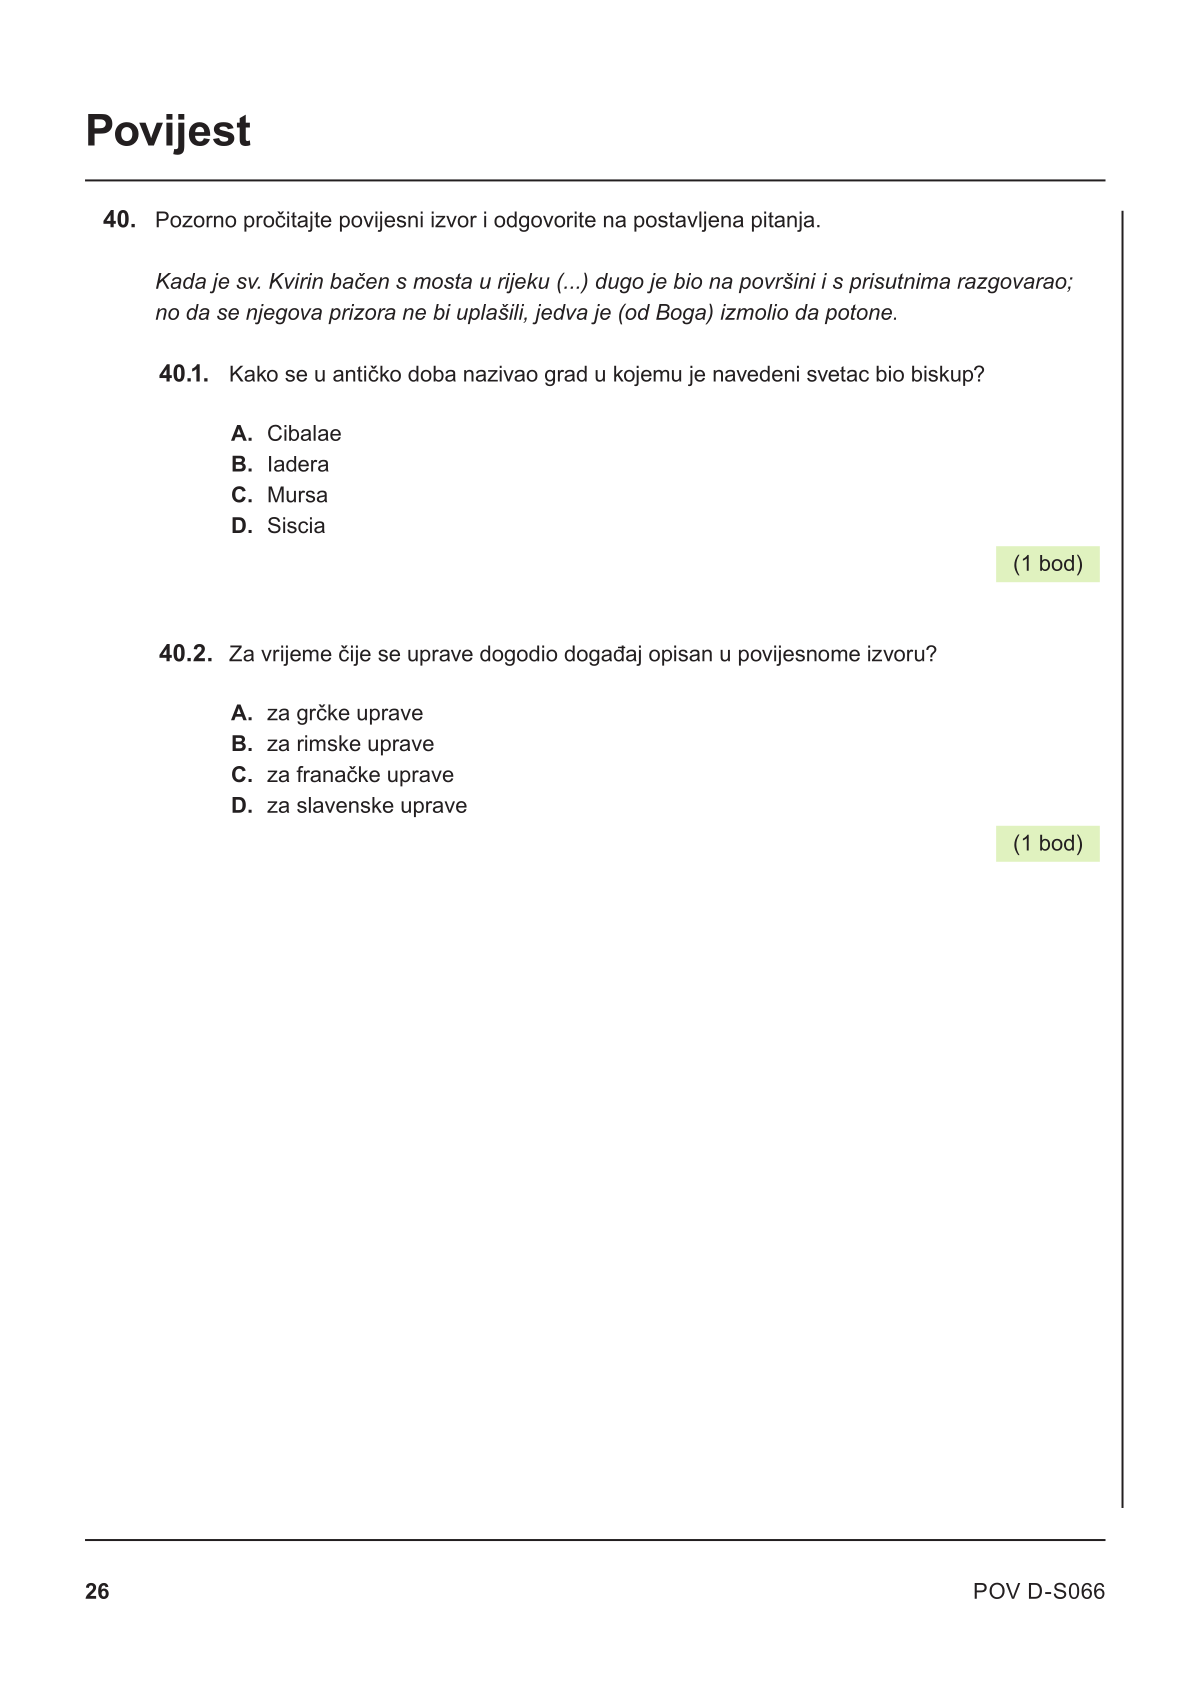 Povijest
40. Pozorno pročitajte povijesni izvor i odgovorite na postavljena pitanja.
Kada je sv. Kvirin bačen s mosta u rijeku (...) dugo je bio na površini i s prisutnima razgovarao;
no da se njegova prizora ne bi uplašili, jedva je (od Boga) izmolio da potone.
40.1. Kako se u antičko doba nazivao grad u kojemu je navedeni svetac bio biskup?
A. Cibalae
B. Iadera
C. Mursa
D. Siscia
(1 bod)
40.2. Za vrijeme čije se uprave dogodio događaj opisan u povijesnome izvoru?
A. za grčke uprave
B. za rimske uprave
C. za franačke uprave
D. za slavenske uprave
(1 bod)
26 POV D-S066